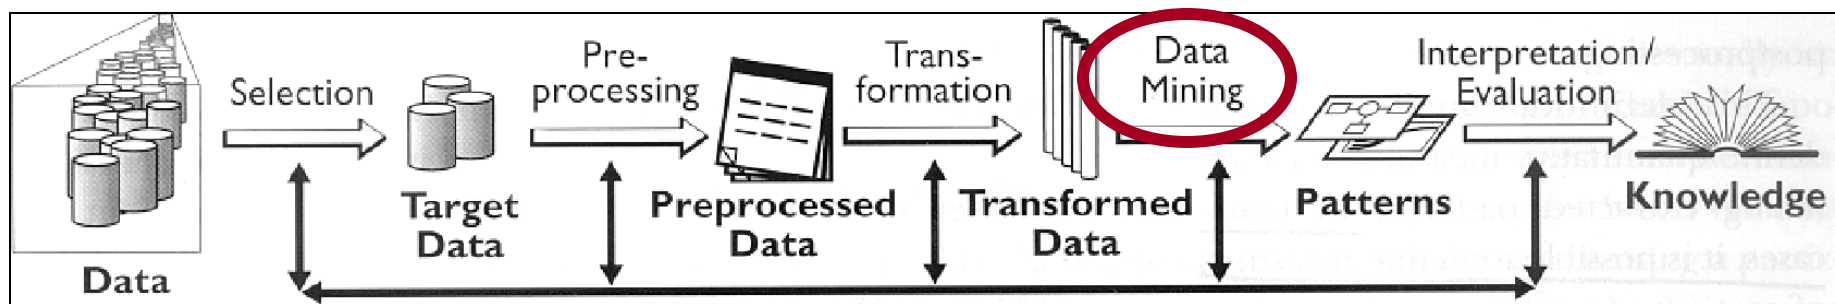 Selection
Pre-
processing
Trans-
formation
Data
Mining
Interpretation/
Evaluation
Data
Target
Data
Preprocessed
Data
Transformed
Data
Patterns
Knowledge